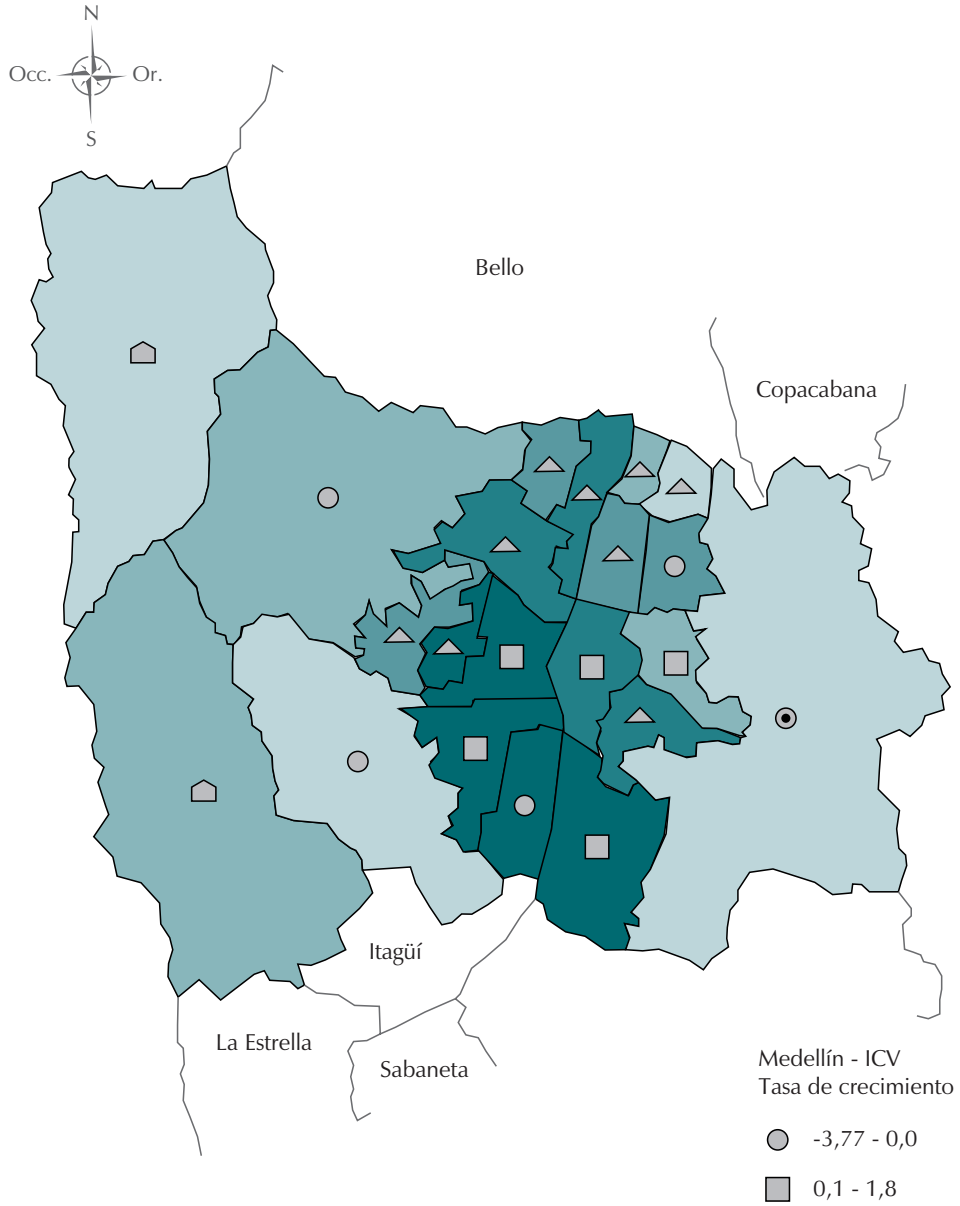 N
Occ.
Or.
S
Bello
Copacabana
Itagüí
La Estrella
Sabaneta
Medellín - ICV
Tasa de crecimiento
-3,77 - 0,0
0,1 - 1,8